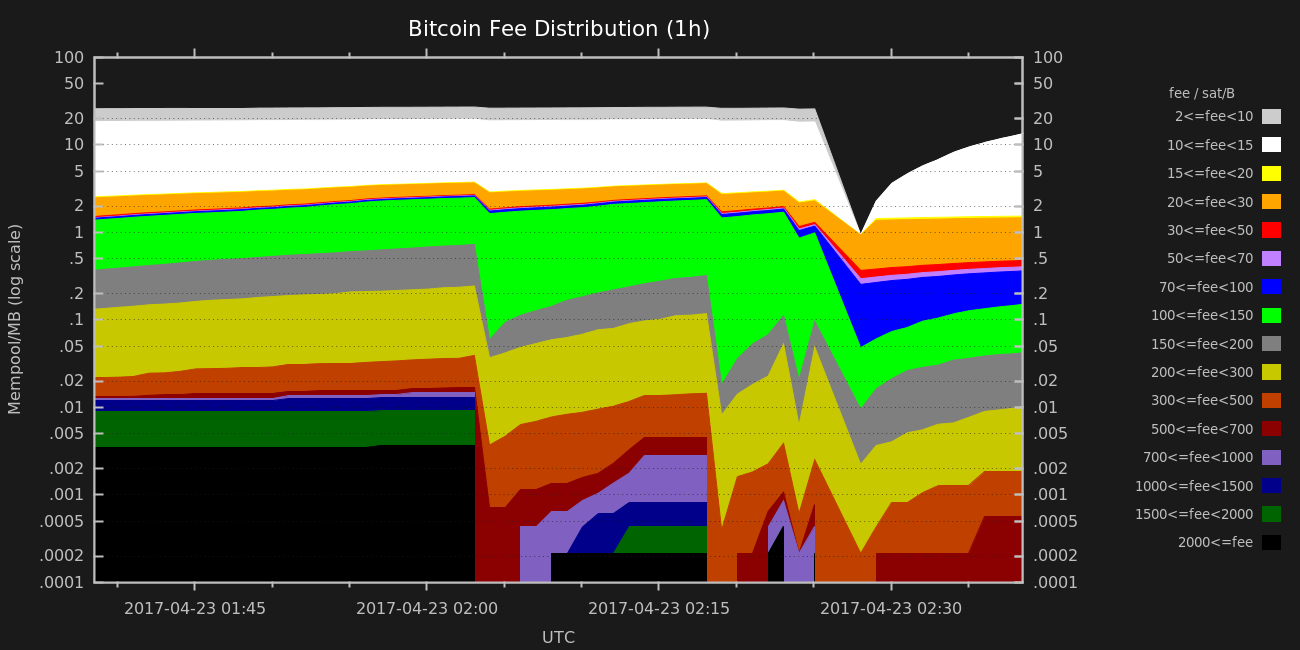 Bitcoin Fee Distribution (1h)
Mempool/MB (log scale)
100
50
20
10
5
2
1
.5
.2
.1
.05
.02
.01
.005
.002
.001
.0005
.0002
.0001
100
50
20
10
5
2
1
.5
.2
.1
.05
.02
.01
.005
.002
.001
.0005
.0002
.0001
2017-04-23 01:45
2017-04-23 02:00
2017-04-23 02:15
2017-04-23 02:30
UTC
fee / sat/B
2<=fee<10
10<=fee<15
15<=fee<20
20<=fee<30
30<=fee<50
50<=fee<70
70<=fee<100
100<=fee<150
150<=fee<200
200<=fee<300
300<=fee<500
500<=fee<700
700<=fee<1000
1000<=fee<1500
1500<=fee<2000
2000<=fee